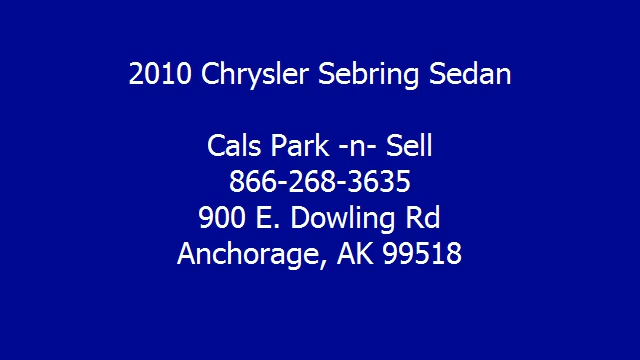 2010 Chrysler Sebring Sedan
Cals Park -n- Sell
866-268-3635
900 E. Dowling Rd
Anchorage, AK 99518